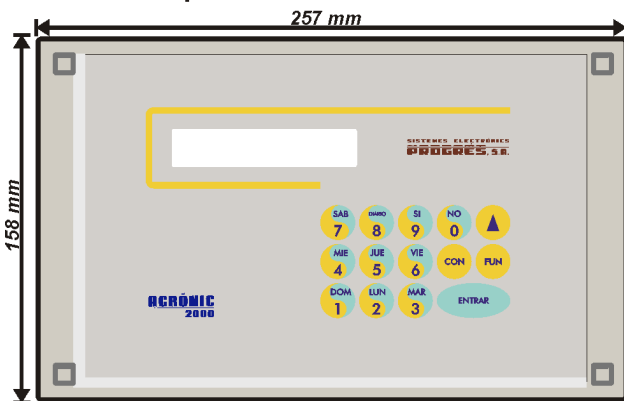 257 mm
158 mm
SISTEMES ELECTRÒNICS
PROGRÉS, S.A.
SAB
7
DIARIO
8
SI
9
NO
0
MIE
4
JUE
5
VIE
6
CON
FUN
DOM
1
LUN
2
MAR
3
ENTRAR
AGRÒNIC
2000